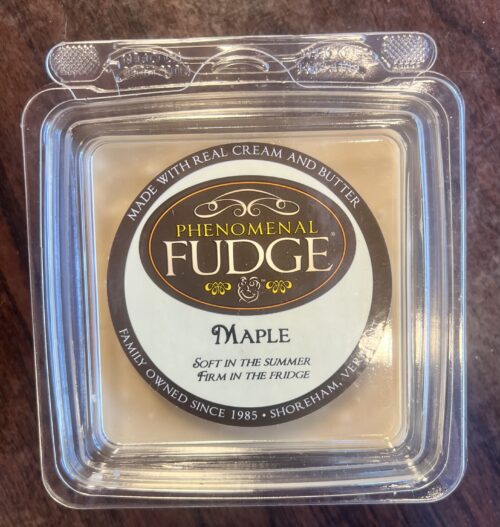 MADE WITH REAL CREAM AND BUTTER
PHENOMENAL
FUDGE®
MAPLE
SOFT IN THE SUMMER
FIRM IN THE FRIDGE
FAMILY OWNED SINCE 1985 • SHOREHAM,